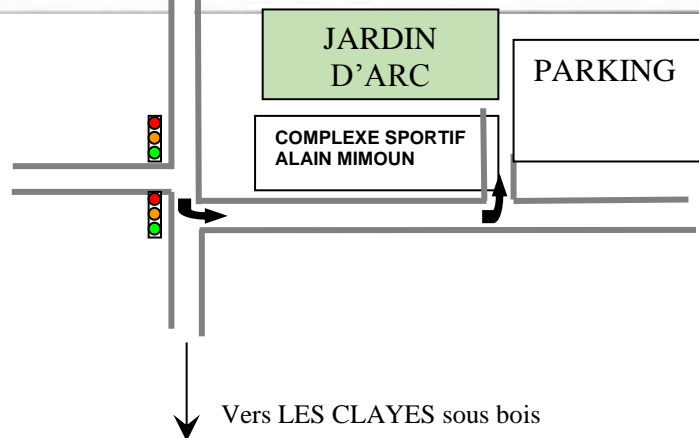 JARDIN
D’ARC
PARKING
COMPLEXE SPORTIF
ALAIN MIMOUN
Vers LES CLAYES sous bois